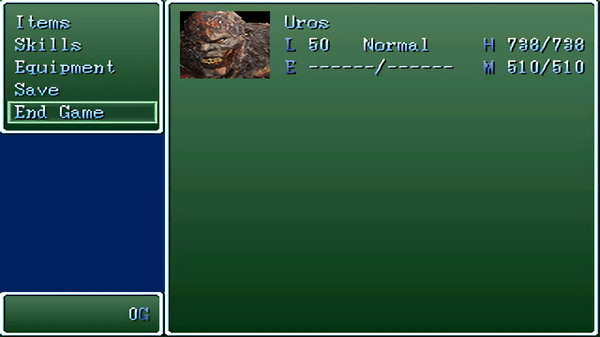 Items
Skills
Equipment
Save
End Game
0G
Uros
L 50 Normal H 738/738
E ------/------ M 510/510